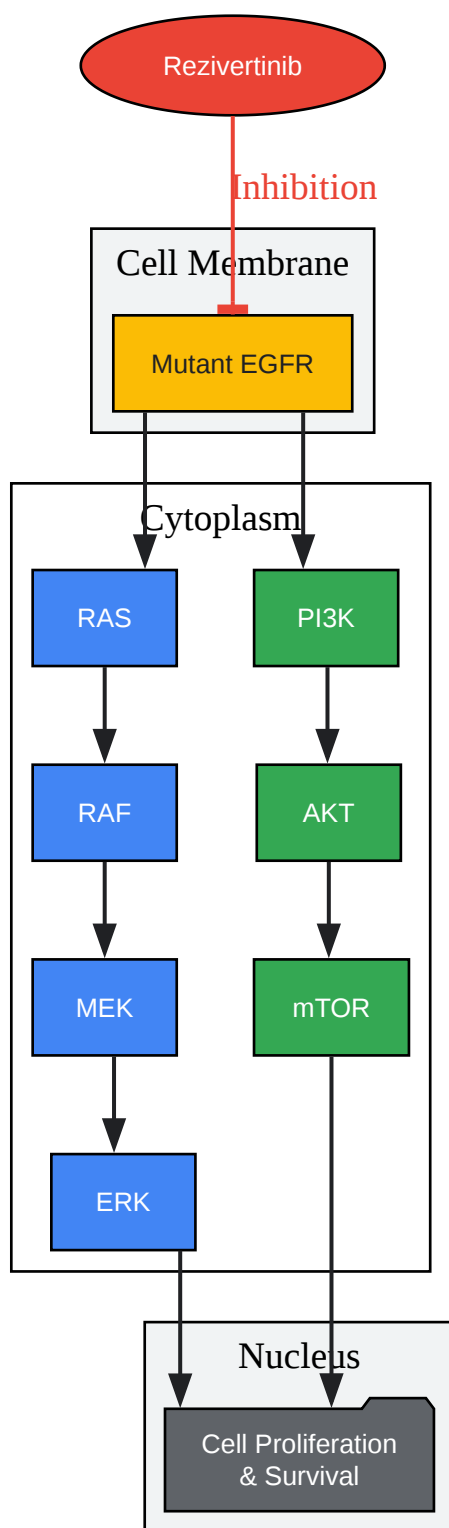 Rezivertinib
Inhibition
Cell Membrane
Mutant EGFR
Cytoplasm
RAS
PI3K
RAF
AKT
MEK
mTOR
ERK
Nucleus
Cell Proliferation
& Survival